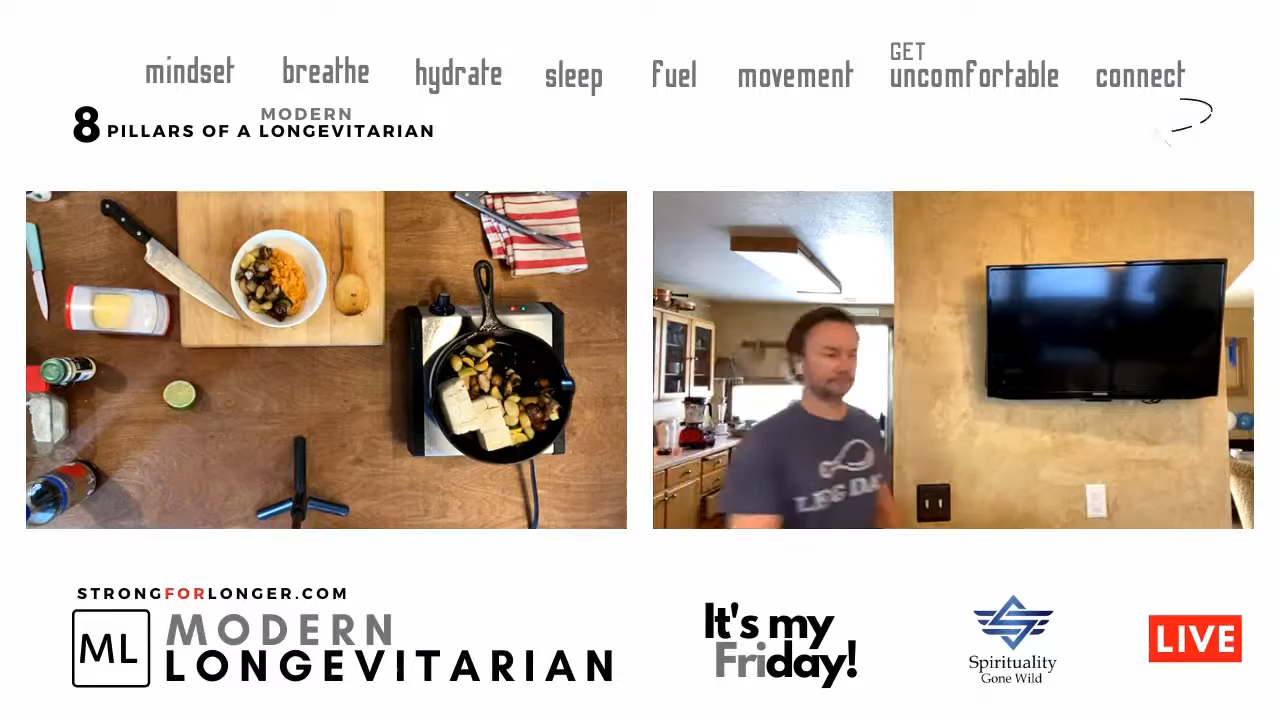 mindset breathe hydrate sleep fuel movement GET uncomfortable connect
8 PILLARS OF A MODERN LONGEVITARIAN
LEG DA
STRONGFORLONGER.COM
ML
MODERN
LONGEVITARIAN
It's my
Friday!
Spirituality
Gone Wild
LIVE